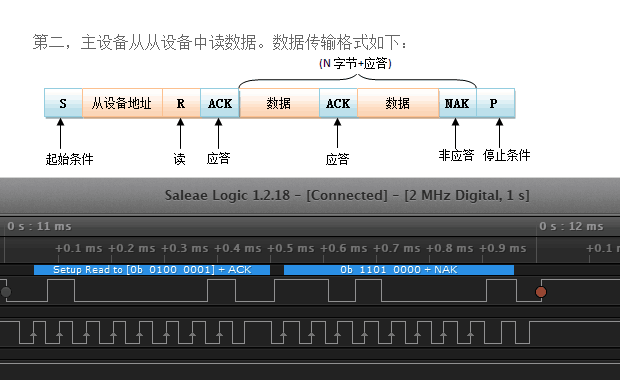 第二，主设备从从设备中读数据。数据传输格式如下：
(N 字节+应答)
S 从设备地址 R ACK 数据 ACK 数据 NAK P
起始条件 读 应答 应答 非应答 停止条件
Saleae Logic 1.2.18 - [Connected] - [2 MHz Digital, 1 s]
0 s : 11 ms 0 s : 12 ms
+0.1 ms +0.2 ms +0.3 ms +0.4 ms +0.5 ms +0.6 ms +0.7 ms +0.8 ms +0.9 ms +0.1
Setup Read to [0b 0100 0001] + ACK 0b 1101 0000 + NAK